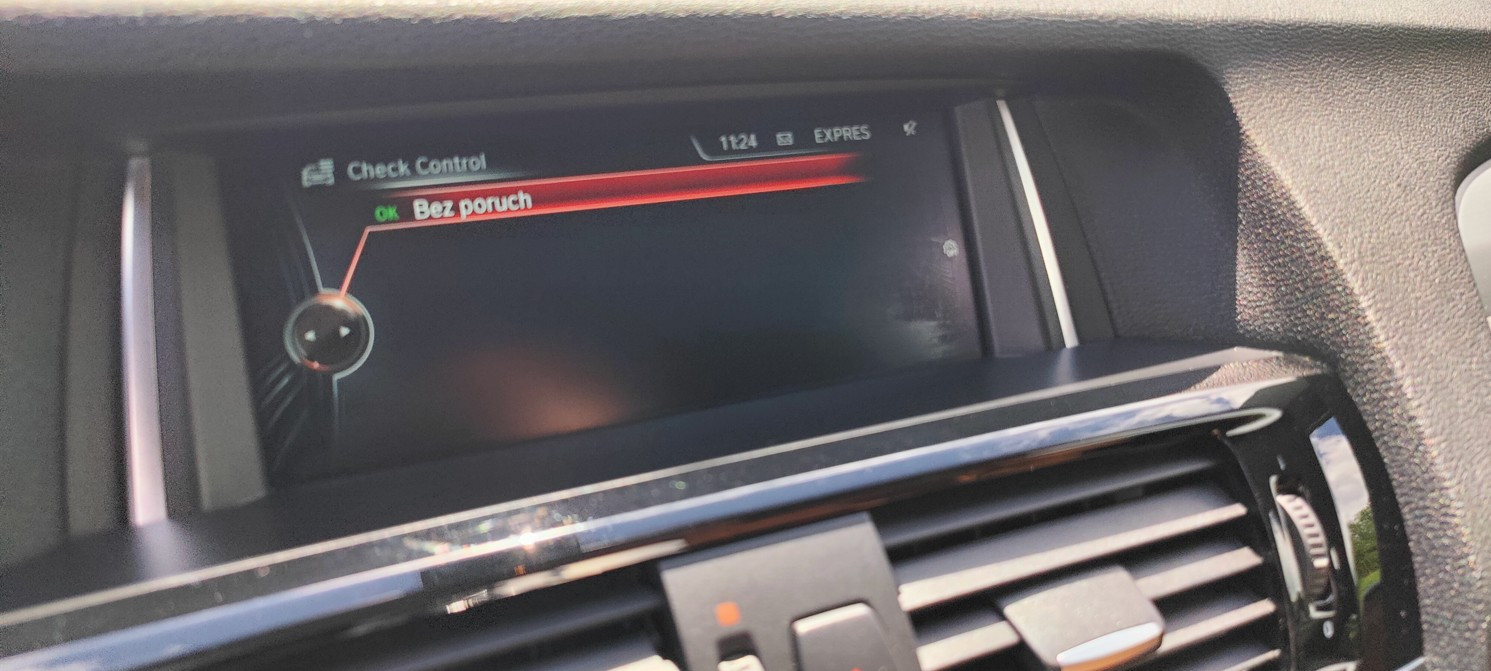 11:24 EXPRES
Check Control
OK Bez poruch